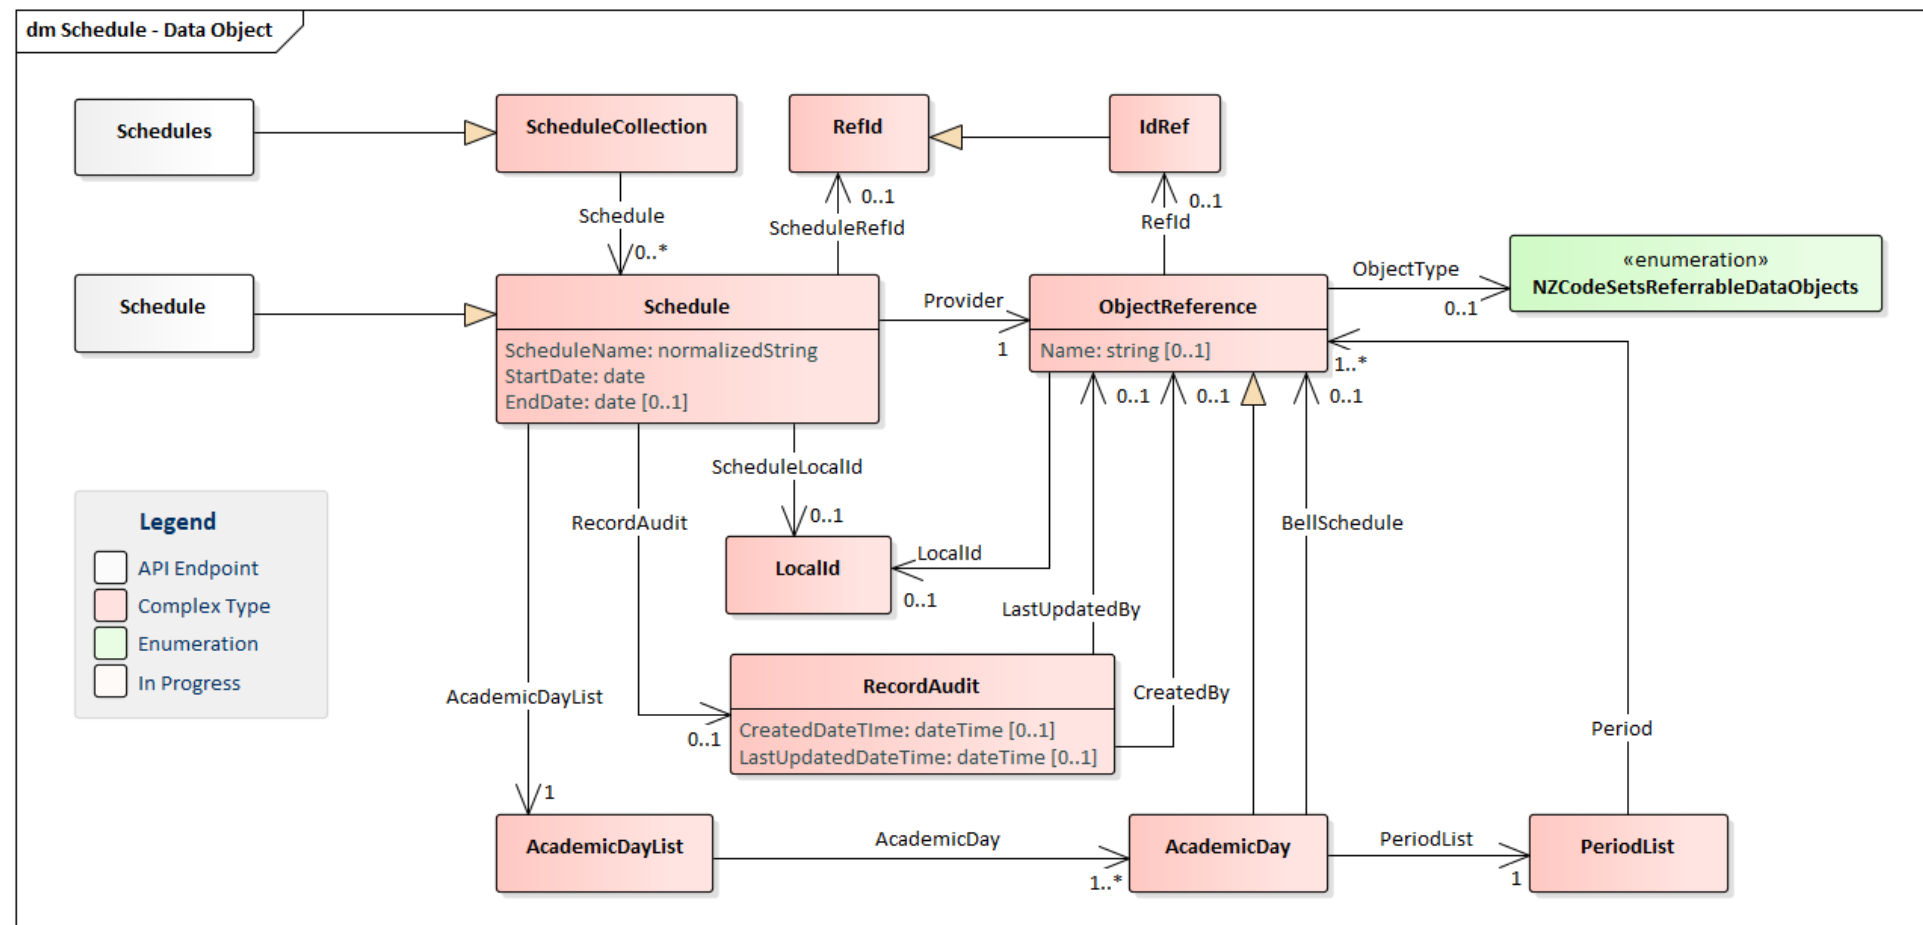 dm Schedule - Data Object
Schedules
ScheduleCollection
RefId
IdRef
0..1
0..1
Schedule
ScheduleRefId
RefId
0..*
«enumeration»
NZCodeSetsReferrableDataObjects
ObjectType
0..1
Schedule
Schedule
ScheduleName: normalizedString
StartDate: date
EndDate: date [0..1]
Provider
1
ObjectReference
Name: string [0..1]
1..*
0..1
0..1
0..1
ScheduleLocalId
0..1
RecordAudit
BellSchedule
Legend
API Endpoint
Complex Type
Enumeration
In Progress
LocalId
LocalId
0..1
LastUpdatedBy
AcademicDayList
0..1
RecordAudit
CreatedDateTIme: dateTime [0..1]
LastUpdatedDateTime: dateTime [0..1]
CreatedBy
Period
1
AcademicDayList
AcademicDay
1..*
AcademicDay
PeriodList
1
PeriodList